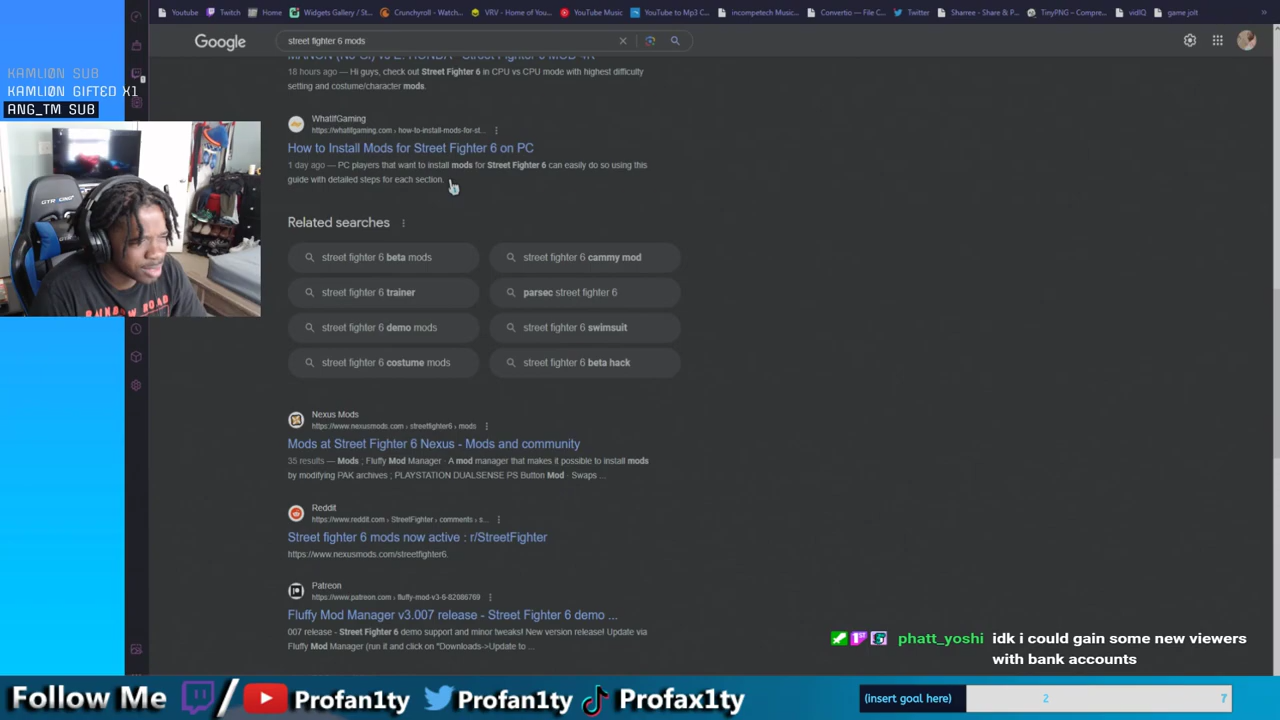 Youtube Twitch Home Widgets Gallery / St... Crunchyroll - Watch... VRV - Home of You... YouTube Music YouTube to Mp3 C... incompetech Music... Convertio — File C... Twitter Sharree - Share & P... TinyPNG – Compre... vidIQ game jolt
Google street fighter 6 mods
KAMLIØN SUB
KAMLIØN GIFTED X1
ANG_TM SUB
18 hours ago — Hi guys, check out Street Fighter 6 in CPU vs CPU mode with highest difficulty
setting and costume/character mods.
WhatIfGaming
https://whatifgaming.com › how-to-install-mods-for-st...
How to Install Mods for Street Fighter 6 on PC
1 day ago — PC players that want to install mods for Street Fighter 6 can easily do so using this
guide with detailed steps for each section.
Related searches
street fighter 6 beta mods
street fighter 6 cammy mod
street fighter 6 trainer
parsec street fighter 6
street fighter 6 demo mods
street fighter 6 swimsuit
street fighter 6 costume mods
street fighter 6 beta hack
Nexus Mods
https://www.nexusmods.com › streetfighter6 › mods
Mods at Street Fighter 6 Nexus - Mods and community
35 results — Mods ; Fluffy Mod Manager · A mod manager that makes it possible to install mods
by modifying PAK archives ; PLAYSTATION DUALSENSE PS Button Mod · Swaps ...
Reddit
https://www.reddit.com › StreetFighter › comments › s...
Street fighter 6 mods now active : r/StreetFighter
https://www.nexusmods.com/streetfighter6.
Patreon
https://www.patreon.com › fluffy-mod-v3-6-82086769
Fluffy Mod Manager v3.007 release - Street Fighter 6 demo ...
007 release - Street Fighter 6 demo support and minor tweaks! New version release! Update via
Fluffy Mod Manager (run it and click on "Downloads->Update to ...
phatt_yoshi idk i could gain some new viewers
with bank accounts
Follow Me / Profan1ty Profan1ty Profax1ty
(insert goal here) 2 7